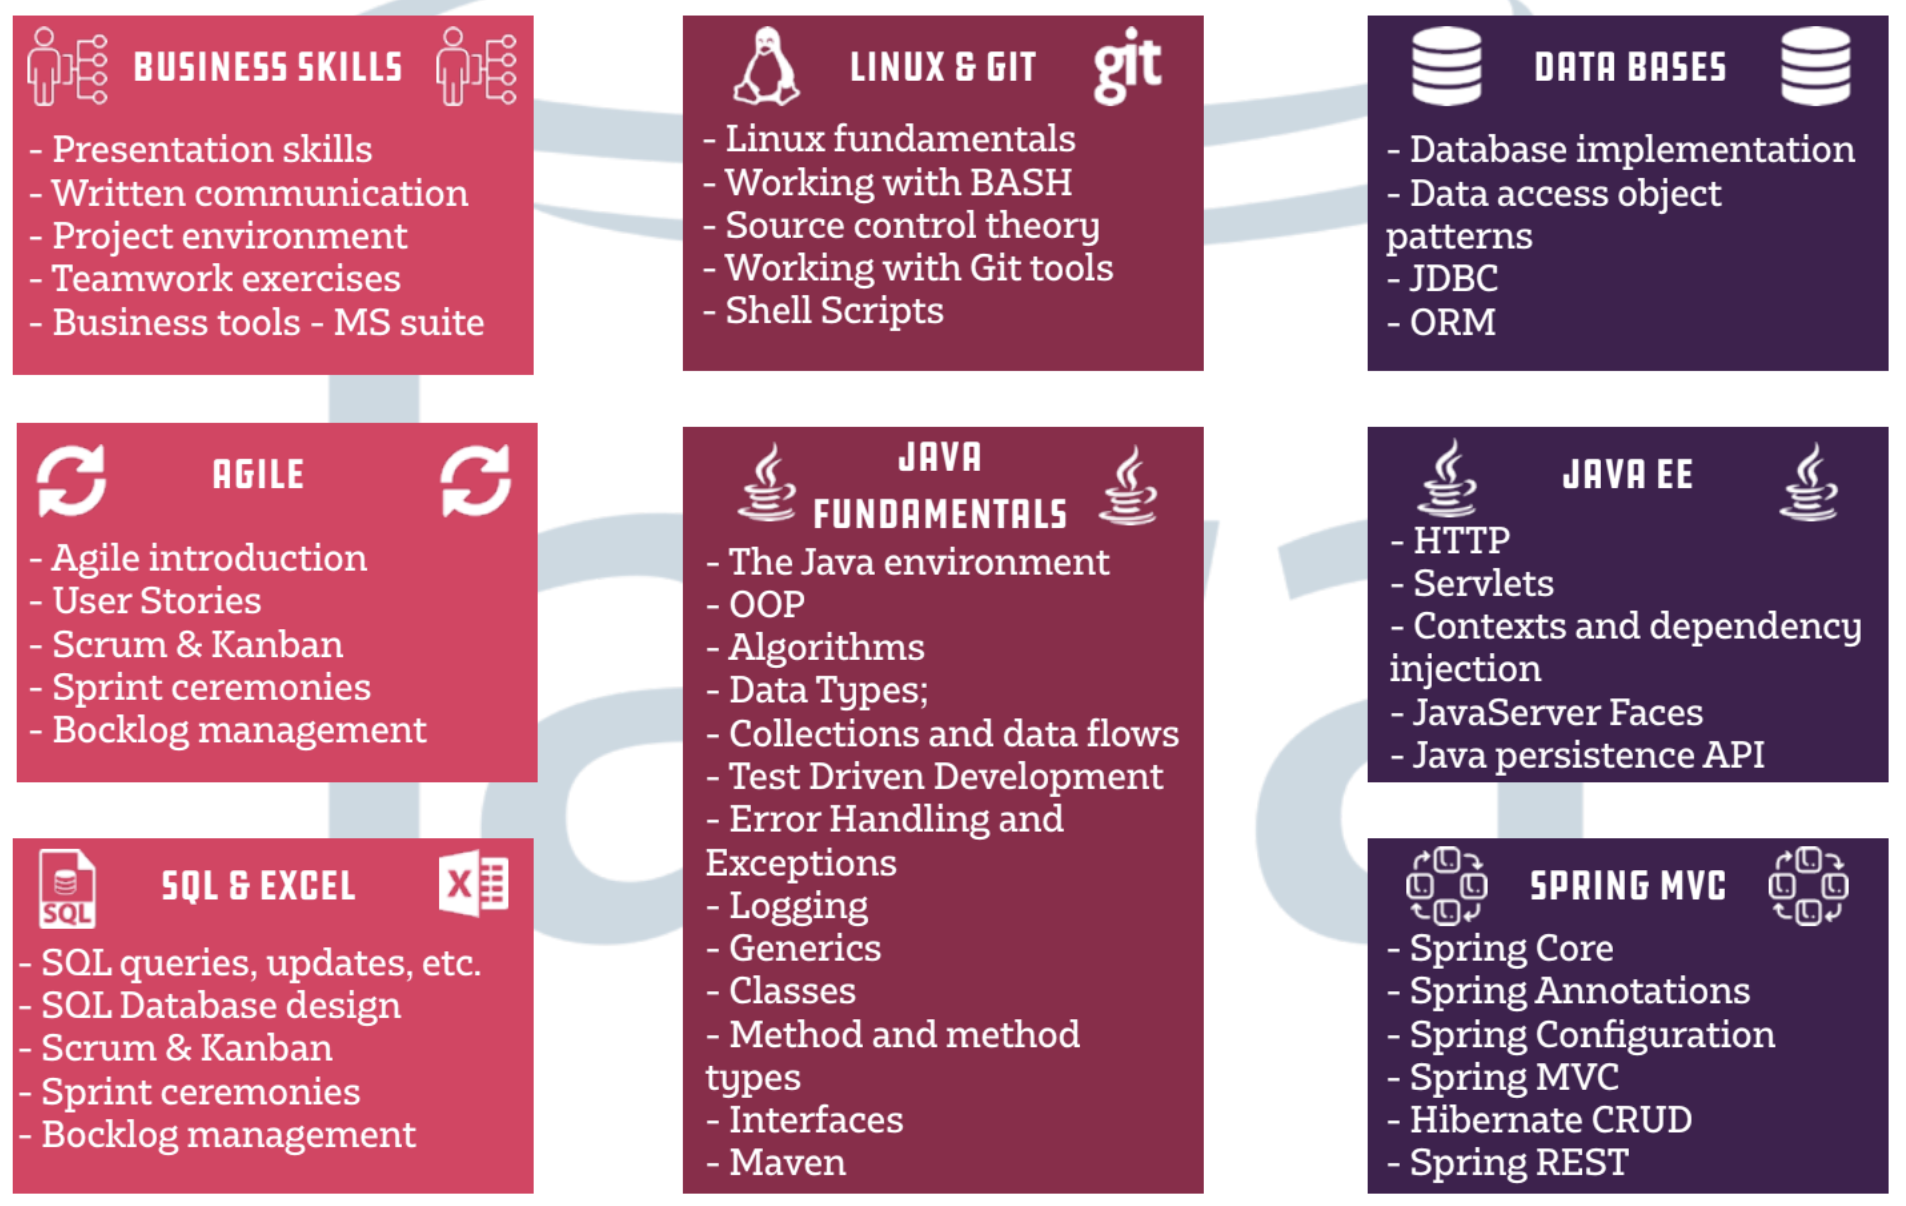 BUSINESS SKILLS
- Presentation skills
- Written communication
- Project environment
- Teamwork exercises
- Business tools - MS suite
LINUX & GIT
git
- Linux fundamentals
- Working with BASH
- Source control theory
- Working with Git tools
- Shell Scripts
DATA BASES
- Database implementation
- Data access object
patterns
- JDBC
- ORM
AGILE
- Agile introduction
- User Stories
- Scrum & Kanban
- Sprint ceremonies
- Bocklog management
JAVA
FUNDAMENTALS
- The Java environment
- OOP
- Algorithms
- Data Types;
- Collections and data flows
- Test Driven Development
- Error Handling and
Exceptions
- Logging
- Generics
- Classes
- Method and method
types
- Interfaces
- Maven
JAVA EE
- HTTP
- Servlets
- Contexts and dependency
injection
- JavaServer Faces
- Java persistence API
SQL
SQL & EXCEL
X
- SQL queries, updates, etc.
- SQL Database design
- Scrum & Kanban
- Sprint ceremonies
- Bocklog management
SPRING MVC
- Spring Core
- Spring Annotations
- Spring Configuration
- Spring MVC
- Hibernate CRUD
- Spring REST